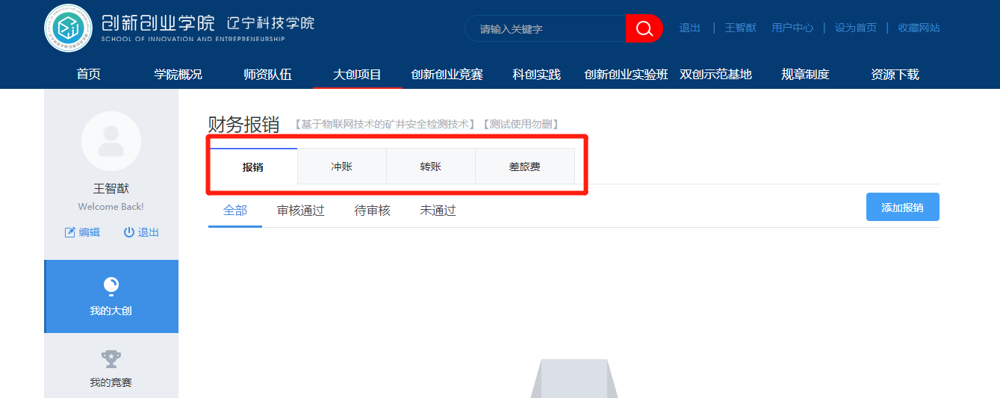 创新创业学院 辽宁科技学院
SCHOOL OF INNOVATION AND ENTREPRENEURSHIP
请输入关键字
退出 | 王智猷 用户中心 | 设为首页 | 收藏网站
首页 学院概况 师资队伍 大创项目 创新创业竞赛 科创实践 创新创业实验班 双创示范基地 规章制度 资源下载
王智猷
Welcome Back!
编辑 退出
我的大创
我的竞赛
财务报销 【基于物联网技术的矿井安全检测技术】【测试使用勿删】
报销 冲账 转账 差旅费
全部 审核通过 待审核 未通过
添加报销